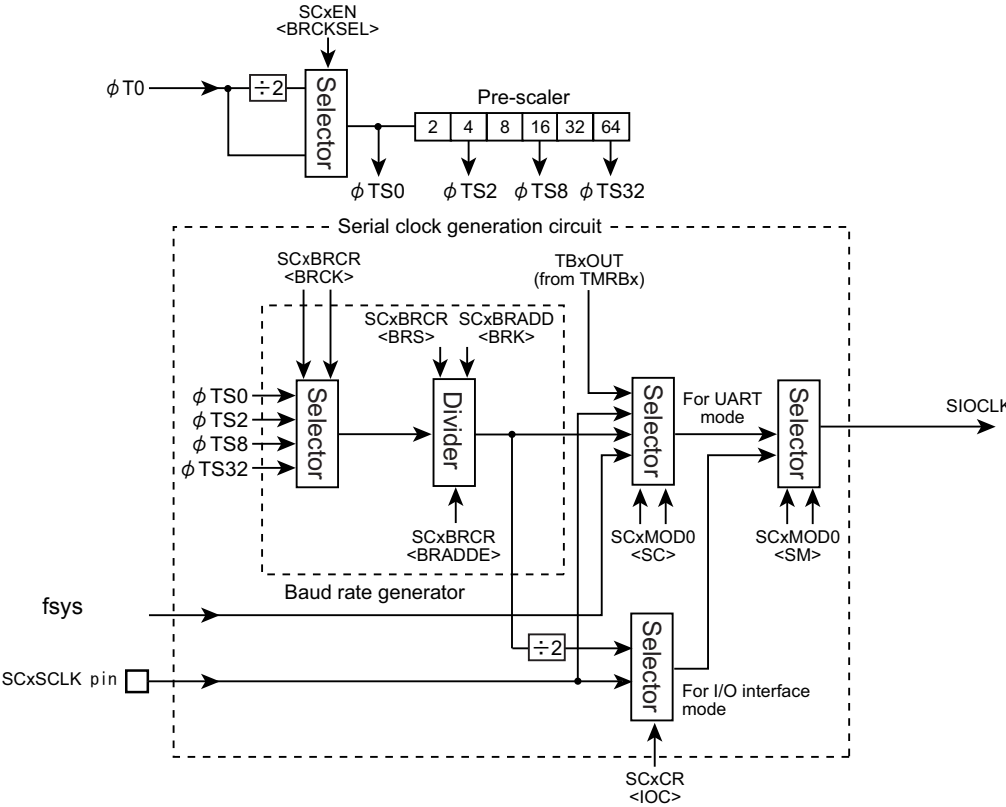 SCxEN
<BRCKSEL>
ϕT0
÷2
Selector
Pre-scaler
2 4 8 16 32 64
ϕTS0
ϕTS2
ϕTS8
ϕTS32
Serial clock generation circuit
SCxBRCR
<BRCK>
TBxOUT
(from TMRBx)
SCxBRCR
<BRS>
SCxBRADD
<BRK>
ϕTS0
ϕTS2
ϕTS8
ϕTS32
Selector
Divider
Selector
For UART
mode
Selector
SIOCLK
SCxBRCR
<BRADDE>
SCxMOD0
<SC>
SCxMOD0
<SM>
Baud rate generator
fsys
÷2
Selector
SCxSCLK pin
For I/O interface
mode
SCxCR
<IOC>